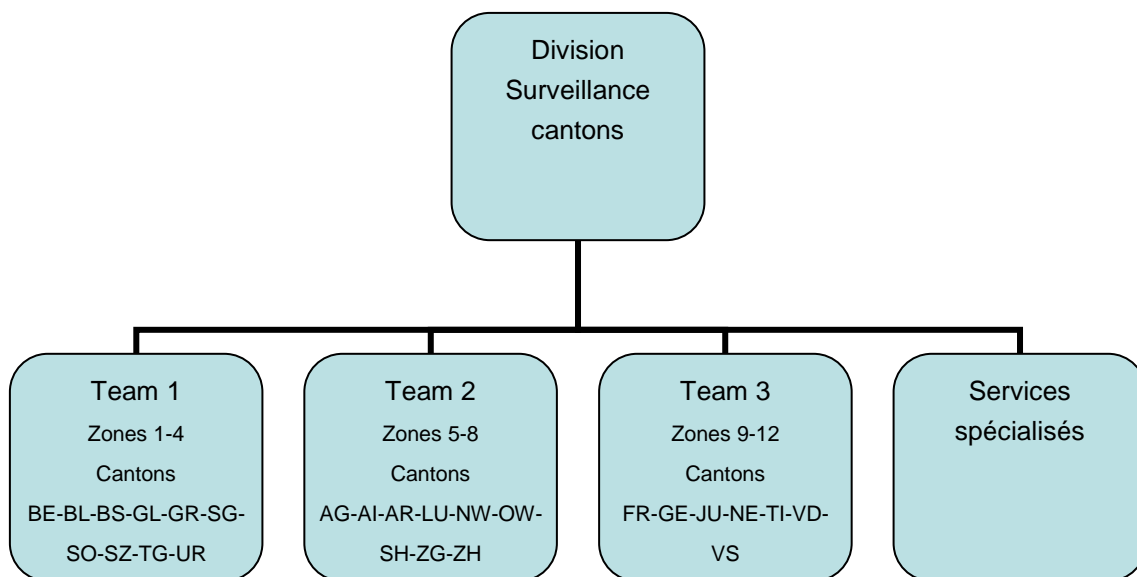 Division
Surveillance
cantons
Team 1
Zones 1-4
Cantons
BE-BL-BS-GL-GR-SG-
SO-SZ-TG-UR
Team 2
Zones 5-8
Cantons
AG-AI-AR-LU-NW-OW-
SH-ZG-ZH
Team 3
Zones 9-12
Cantons
FR-GE-JU-NE-TI-VD-
VS
Services
spécialisés